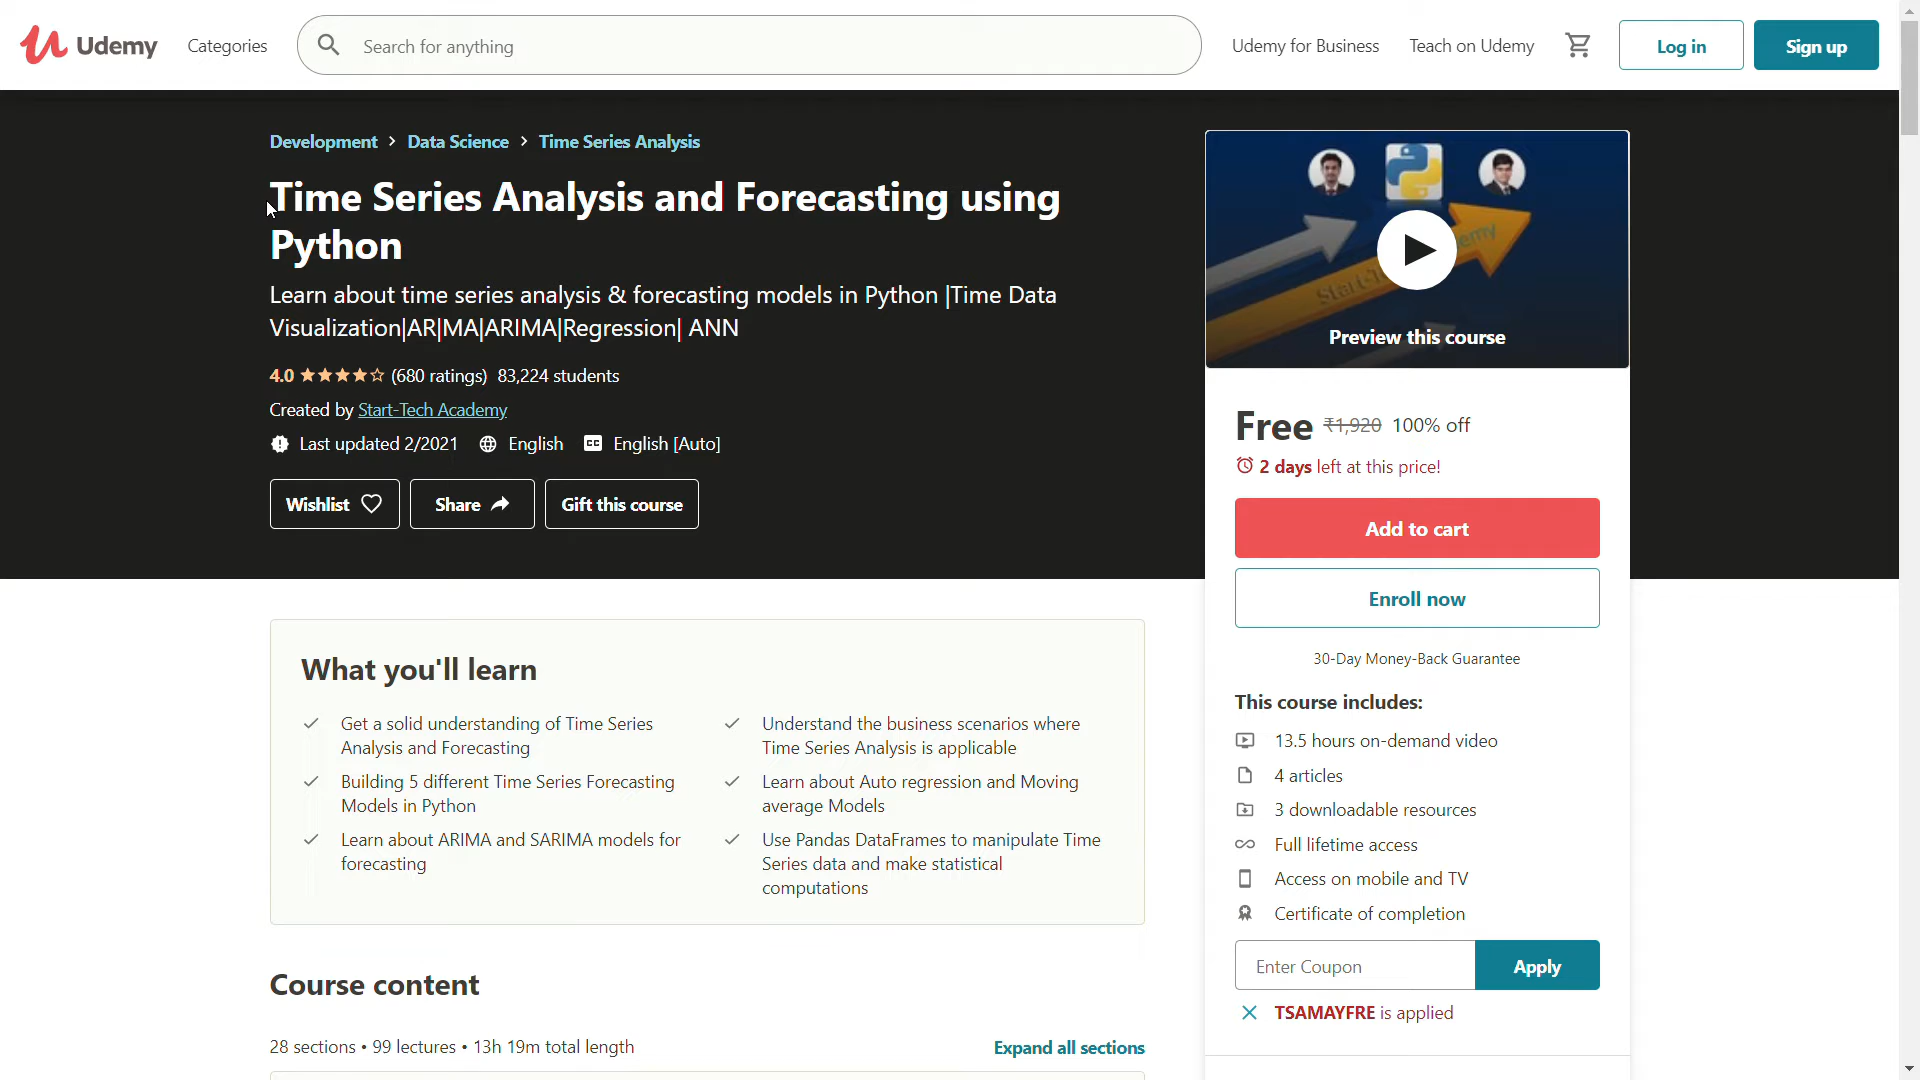 Udemy
Categories
Search for anything
Udemy for Business
Teach on Udemy
Log in
Sign up
Development > Data Science > Time Series Analysis
Time Series Analysis and Forecasting using
Python
Learn about time series analysis & forecasting models in Python |Time Data
Visualization|AR|MA|ARIMA|Regression| ANN
4.0 (680 ratings) 83,224 students
Created by Start-Tech Academy
Last updated 2/2021 English CC English [Auto]
Wishlist
Share
Gift this course
Preview this course
Free ₹1,920 100% off
2 days left at this price!
Add to cart
Enroll now
30-Day Money-Back Guarantee
This course includes:
13.5 hours on-demand video
4 articles
3 downloadable resources
Full lifetime access
Access on mobile and TV
Certificate of completion
Enter Coupon
Apply
TSAMAYFRE is applied
What you'll learn
Get a solid understanding of Time Series
Analysis and Forecasting
Building 5 different Time Series Forecasting
Models in Python
Learn about ARIMA and SARIMA models for
forecasting
Understand the business scenarios where
Time Series Analysis is applicable
Learn about Auto regression and Moving
average Models
Use Pandas DataFrames to manipulate Time
Series data and make statistical
computations
Course content
28 sections • 99 lectures • 13h 19m total length
Expand all sections